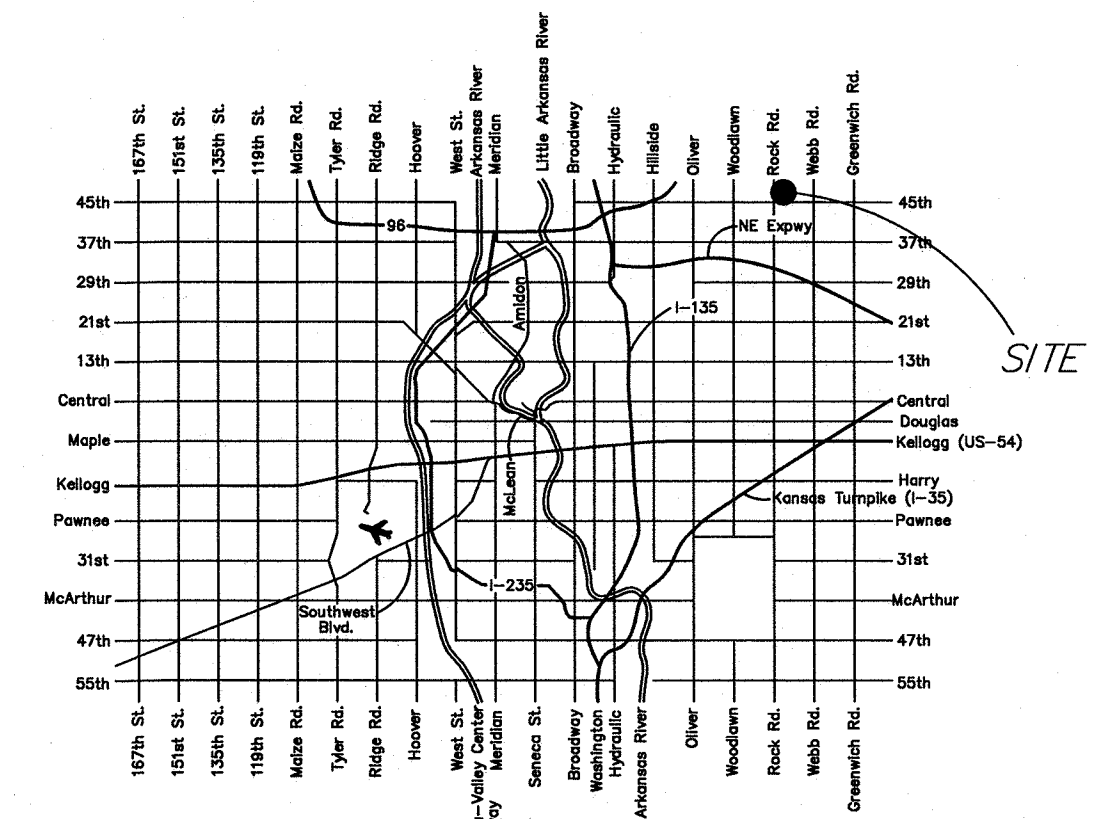 167th St.
151st St.
135th St.
119th St.
Maize Rd.
Tyler Rd.
Ridge Rd.
Hoover
West St.
Arkansas River
Meridian
Little Arkansas River
Broadway
Hydraulic
Hillside
Oliver
Woodlawn
Rock Rd.
Webb Rd.
Greenwich Rd.
45th
45th
96
NE Expwy
37th
37th
29th
29th
Amidon
I-135
21st
21st
SITE
13th
13th
Central
Central
Douglas
Maple
Kellogg (US-54)
McLean
Kellogg
Harry
Kansas Turnpike (I-35)
Pawnee
Pawnee
31st
31st
I-235
McArthur
McArthur
Southwest
Blvd.
47th
47th
55th
55th
167th St.
151st St.
135th St.
119th St.
Maize Rd.
Tyler Rd.
Ridge Rd.
Hoover
West St.
-Valley Center
Meridian
Seneca St.
Broadway
Washington
Hydraulic
Arkansas River
Oliver
Woodlawn
Rock Rd.
Webb Rd.
Greenwich Rd.